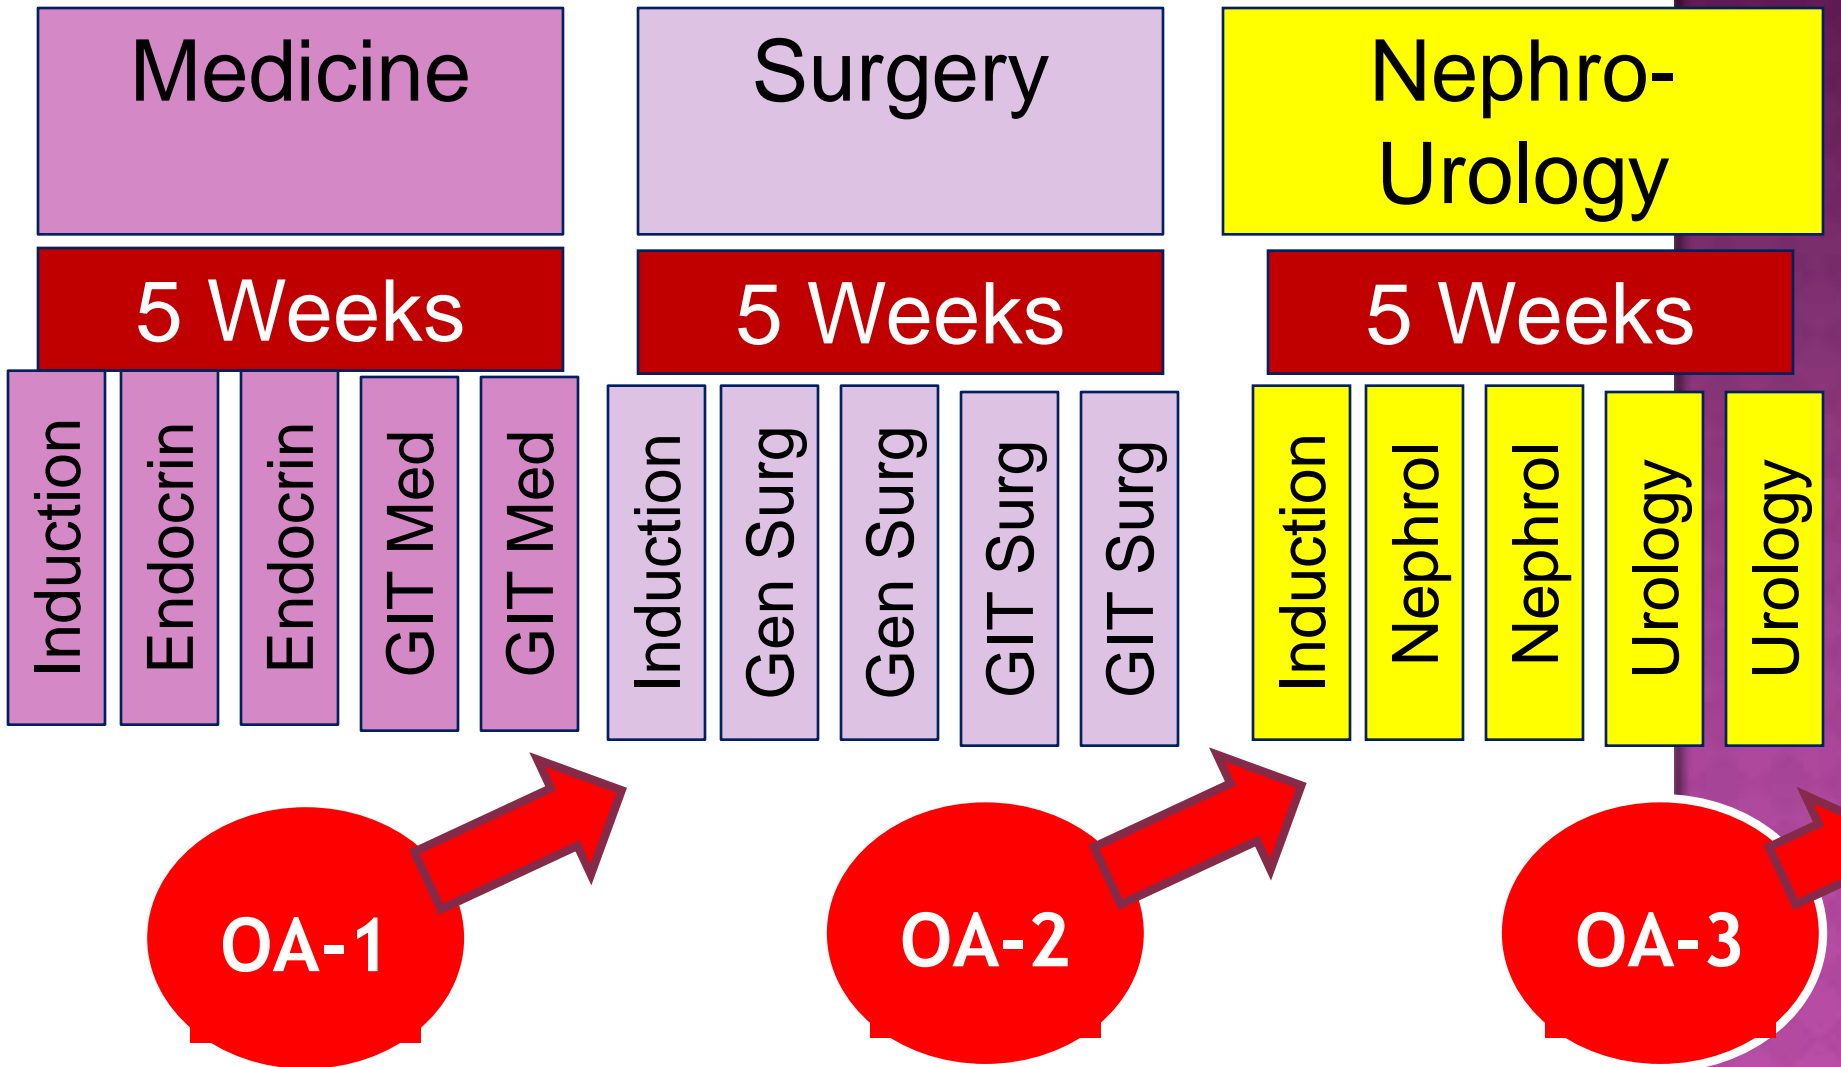 Medicine
Surgery
Nephro-
Urology
5 Weeks
5 Weeks
5 Weeks
Induction
Endocrin
Endocrin
GIT Med
GIT Med
Induction
Gen Surg
Gen Surg
GIT Surg
GIT Surg
Induction
Nephrol
Nephrol
Urology
Urology
OA-1
OA-2
OA-3